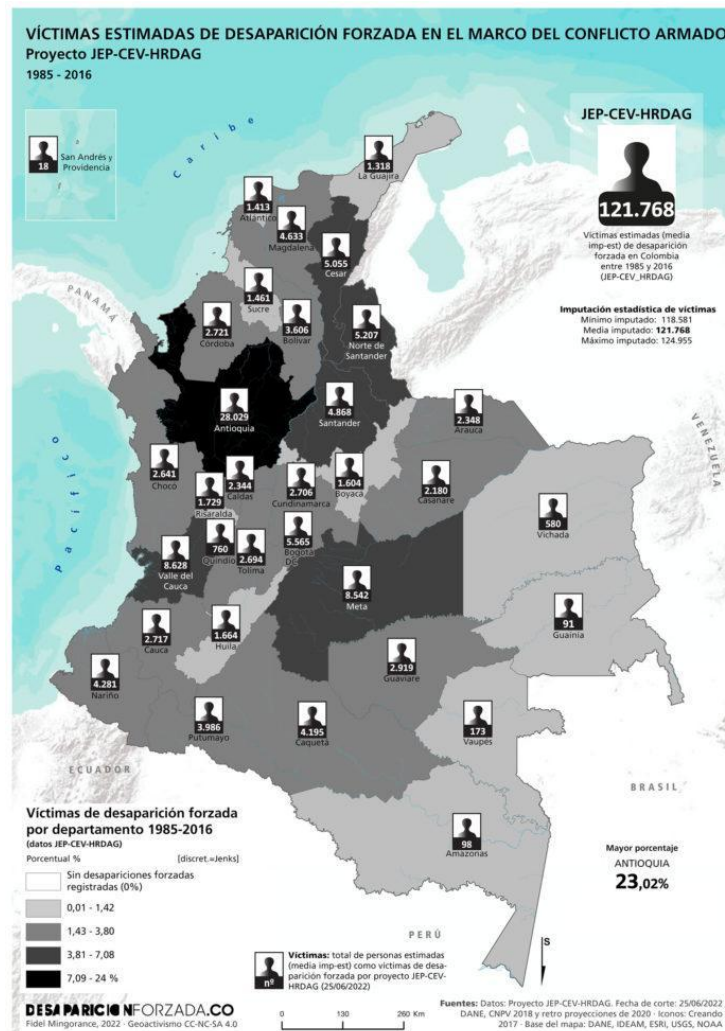 VÍCTIMAS ESTIMADAS DE DESAPARICIÓN FORZADA EN EL MARCO DEL CONFLICTO ARMADO
Proyecto JEP-CEV-HRDAG
1985 - 2016
JEP-CEV-HRDAG
121.768
Víctimas estimadas (media
imp-est) de desaparición
forzada en Colombia
entre 1985 y 2016
(JEP-CEV_HRDAG)
Imputación estadística de víctimas
Mínimo imputado: 118.581
Media imputado: 121.768
Máximo imputado: 124.955
18
San Andrés y
Providencia
Caribe
1.318
La Guajira
1.413
Atlántico
4.633
Magdalena
5.055
Cesar
PANAMÁ
1.461
Sucre
2.721
Córdoba
3.606
Bolívar
5.207
Norte de
Santander
VENEZUELA
28.029
Antioquia
4.868
Santander
2.348
Arauca
Pacífico
2.641
Chocó
1.729
Risaralda
2.344
Caldas
2.706
Cundinamarca
1.604
Boyacá
2.180
Casanare
580
Vichada
8.628
Valle del
Cauca
760
Quindío
2.694
Tolima
5.565
Bogotá
DC
8.542
Meta
91
Guainía
2.717
Cauca
1.664
Huila
2.919
Guaviare
4.281
Nariño
3.986
Putumayo
4.195
Caquetá
173
Vaupés
ECUADOR
BRASIL
98
Amazonas
PERÚ
Mayor porcentaje
ANTIOQUIA
23,02%
Víctimas de desaparición forzada
por departamento 1985-2016
(datos JEP-CEV-HRDAG)
Porcentual % [discret.=Jenks]
Sin desapariciones forzadas
registradas (0%)
0,01 - 1,42
1,43 - 3,80
3,81 - 7,08
7,09 - 24 %
S
nº
Víctimas: total de personas estimadas
(media imp-est) como víctimas de desa-
parición forzada por proyecto JEP-CEV-
HRDAG (25/06/2022)
DESAPARICIONFORZADA.CO
Fidel Mingorance, 2022 · Geoactivismo CC-NC-SA 4.0
0 130 260 KM
Fuentes: Datos: Proyecto JEP-CEV-HRDAG. Fecha de corte: 25/06/2022
DANE, CNPV 2018 y retro proyecciones de 2020 · Iconos: Creando,
2017 · Base del mapa: DANE, IDEAM, ESRI, USGS, NOAA.